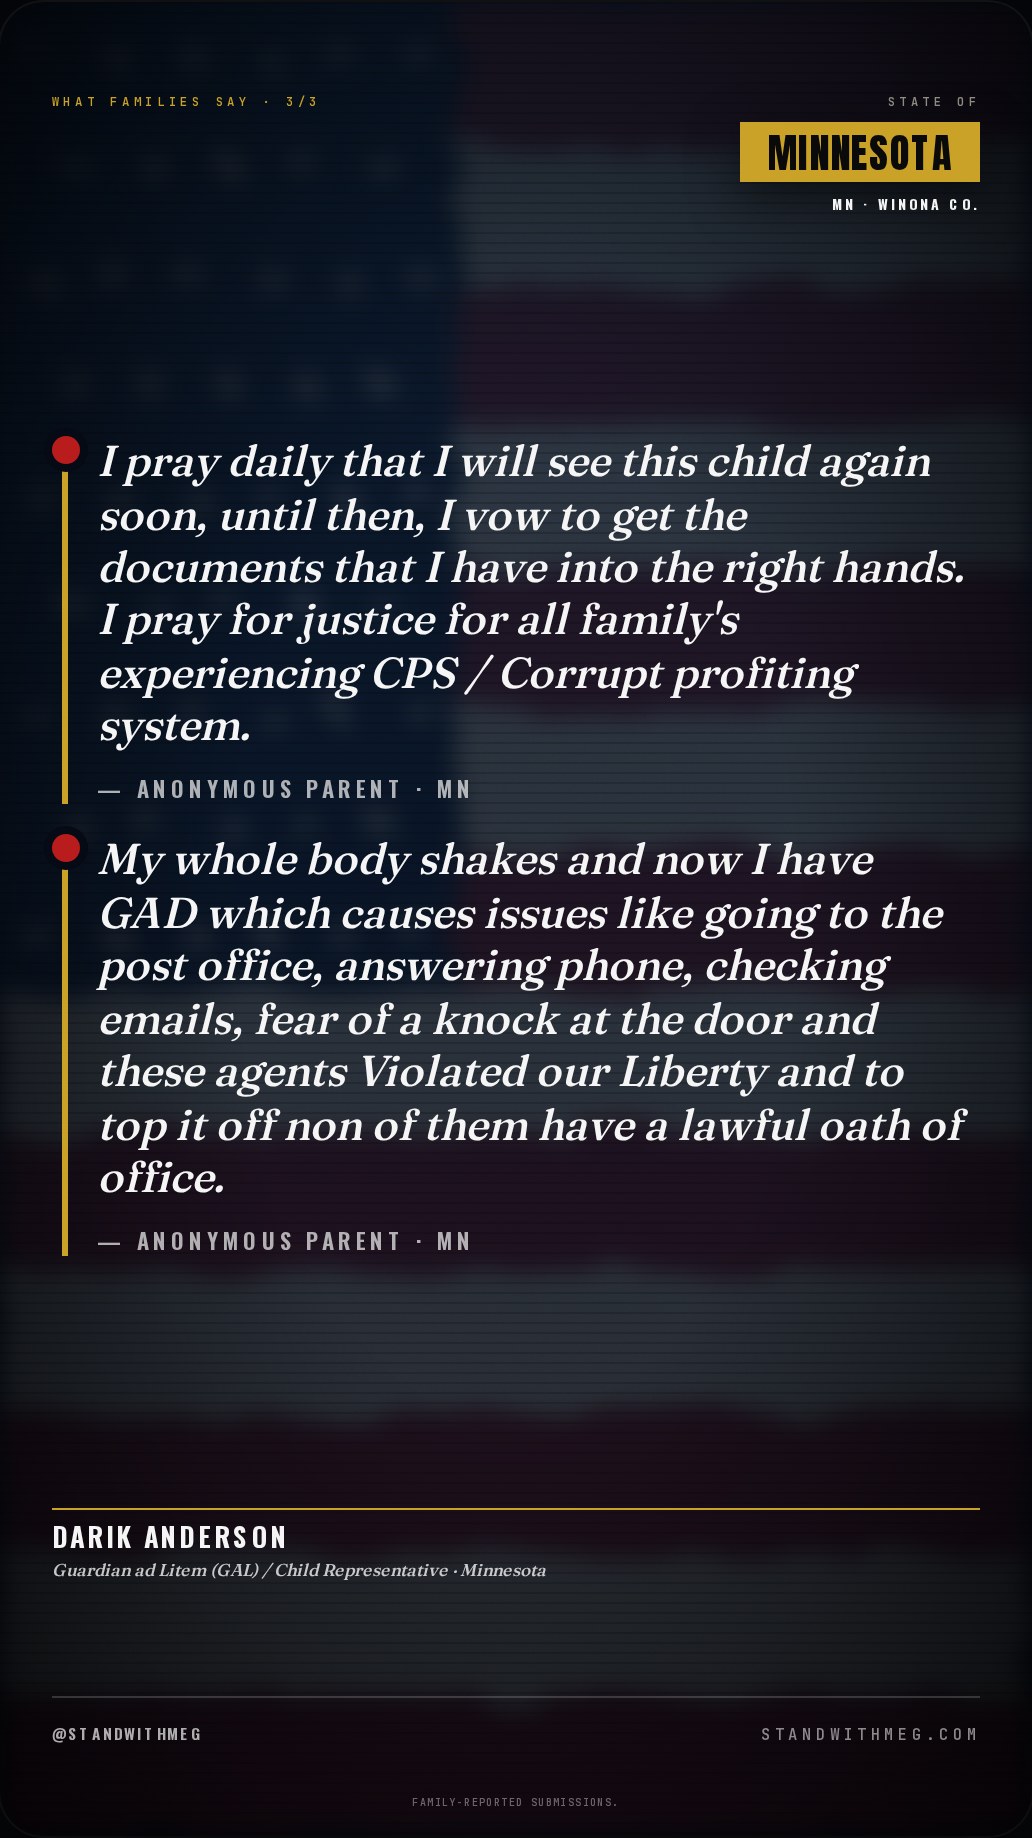 WHAT FAMILIES SAY · 3/3
STATE OF
MINNESOTA
MN · WINONA CO.
I pray daily that I will see this child again
soon, until then, I vow to get the
documents that I have into the right hands.
I pray for justice for all family's
experiencing CPS / Corrupt profiting
system.
— ANONYMOUS PARENT · MN
My whole body shakes and now I have
GAD which causes issues like going to the
post office, answering phone, checking
emails, fear of a knock at the door and
these agents Violated our Liberty and to
top it off non of them have a lawful oath of
office.
— ANONYMOUS PARENT · MN
DARIK ANDERSON
Guardian ad Litem (GAL) / Child Representative · Minnesota
@STANDWITHMEG
STANDWITHMEG.COM
FAMILY-REPORTED SUBMISSIONS.